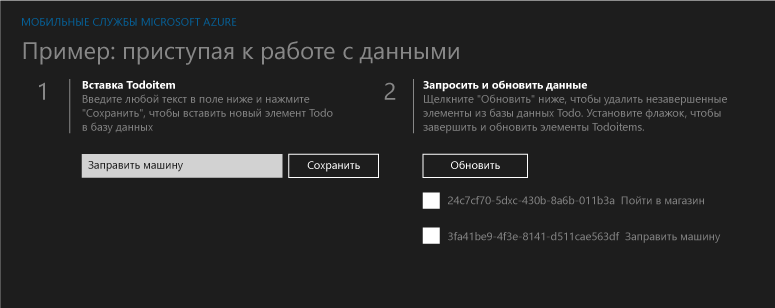 МОБИЛЬНЫЕ СЛУЖБЫ MICROSOFT AZURE
Пример: приступая к работе с данными
1
Вставка Todoitem
Введите любой текст в поле ниже и нажмите
"Сохранить", чтобы вставить новый элемент Todo
в базу данных
Заправить машину
Сохранить
2
Запросить и обновить данные
Щелкните "Обновить" ниже, чтобы удалить незавершенные
элементы из базы данных Todo. Установите флажок, чтобы
завершить и обновить элементы Todoitems.
Обновить
24c7cf70-5dxc-430b-8a6b-011b3a Пойти в магазин
3fa41be9-4f3e-8141-d511cae563df Заправить машину